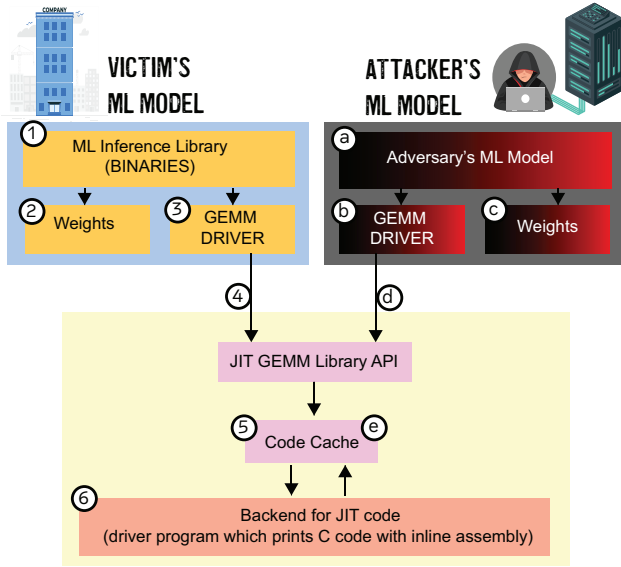 COMPANY
VICTIM'S
ML MODEL
ATTACKER'S
ML MODEL
1
ML Inference Library
(BINARIES)
2
Weights
3
GEMM
DRIVER
a
Adversary's ML Model
b
GEMM
DRIVER
c
Weights
4
d
JIT GEMM Library API
5
Code Cache
e
6
Backend for JIT code
(driver program which prints C code with inline assembly)